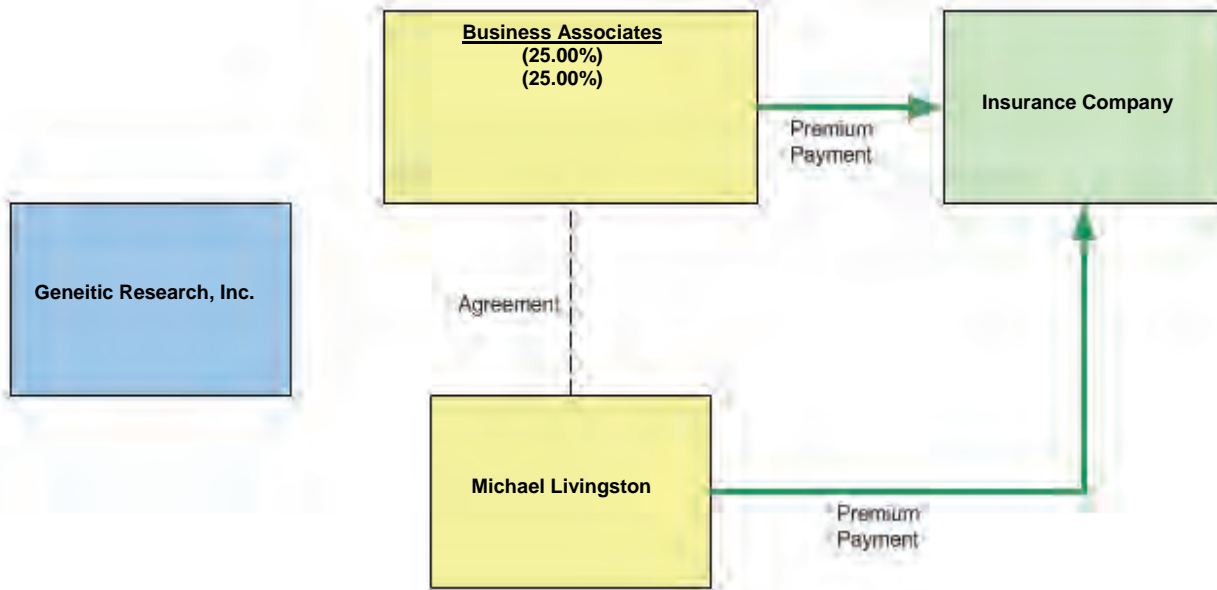 Business Associates
(25.00%)
(25.00%)
Insurance Company
Premium
Payment
Geneitic Research, Inc.
Agreement
Michael Livingston
Premium
Payment